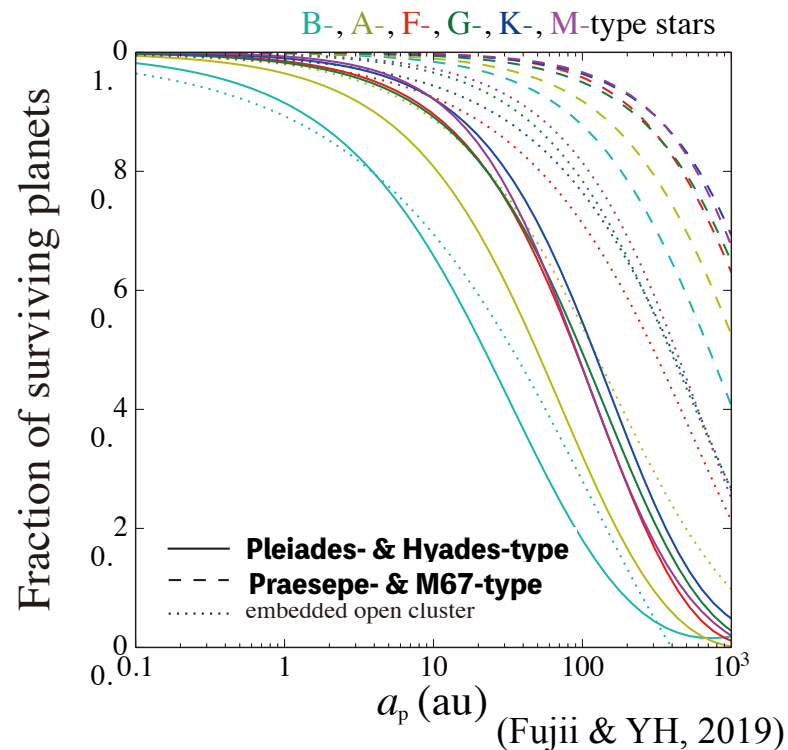 B-, A-, F-, G-, K-, M-type stars
Fraction of surviving planets
0
1.
8
0.
6
0.
4
0.
2
0.
0
0.
Pleiades- & Hyades-type
Praesepe- & M67-type
embedded open cluster
0.1 1 10 100 10³
aₚ (au)
(Fujii & YH, 2019)